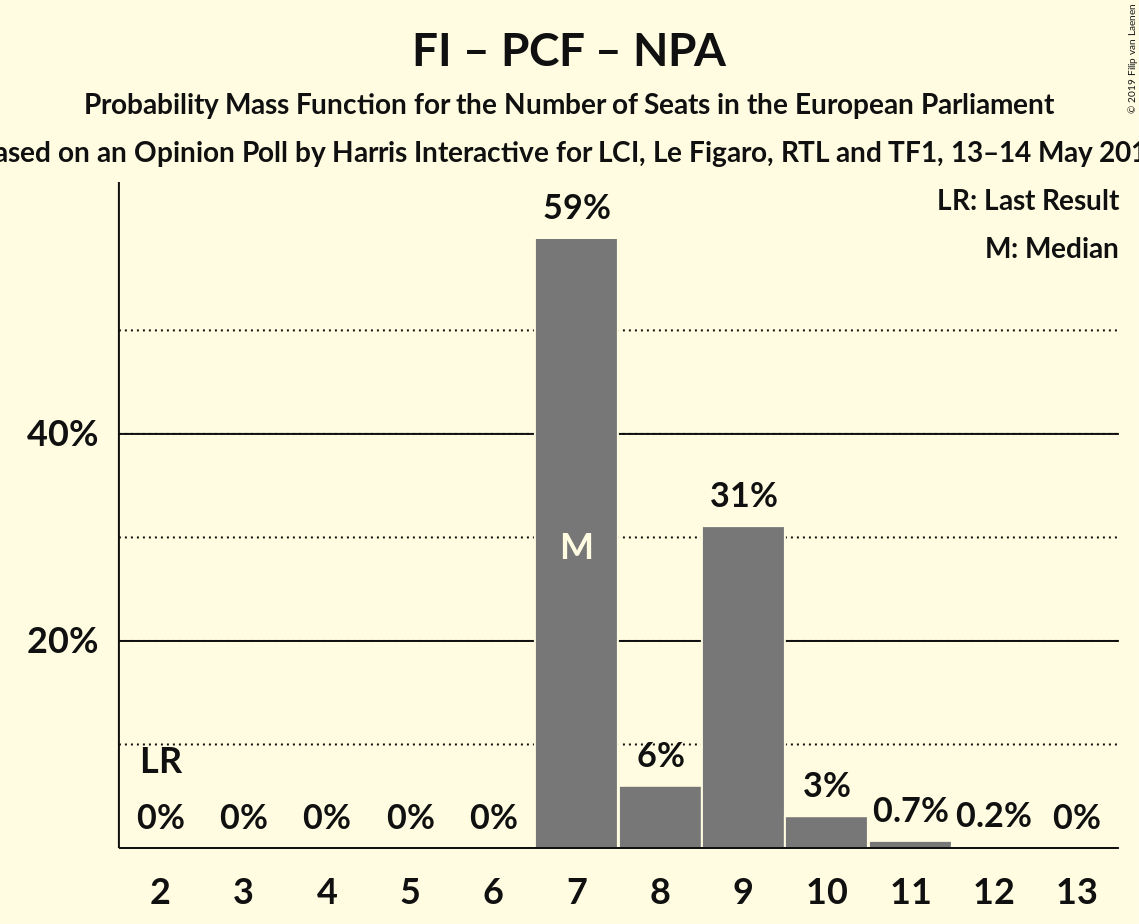 FI – PCF – NPA
Probability Mass Function for the Number of Seats in the European Parliament
ased on an Opinion Poll by Harris Interactive for LCI, Le Figaro, RTL and TF1, 13–14 May 201
© 2019 Filip van Laenen
LR: Last Result
M: Median
59%
40%
31%
M
20%
LR
6%
3%
0% 0% 0% 0% 0% 0.7% 0.2% 0%
2 3 4 5 6 7 8 9 10 11 12 13